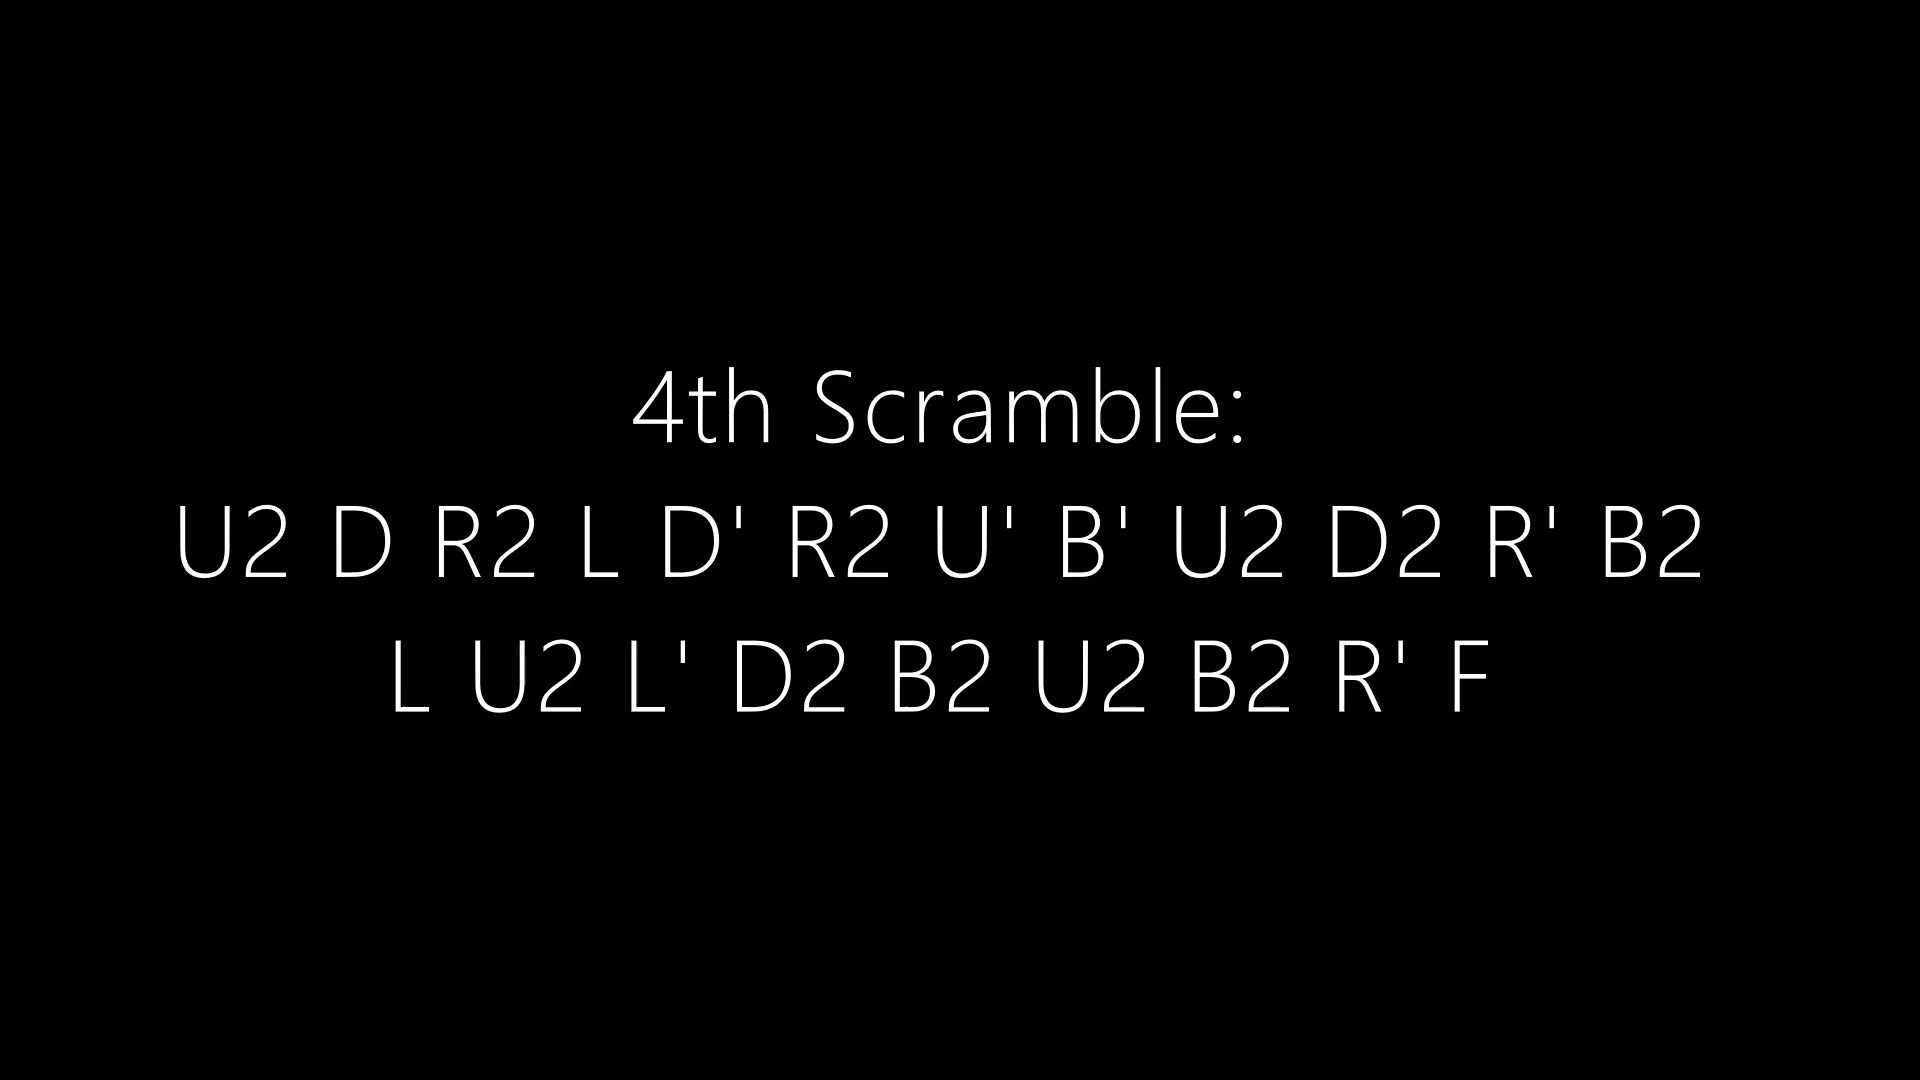 4th Scramble:
U2 D R2 L D' R2 U' B' U2 D2 R' B2
L U2 L' D2 B2 U2 B2 R' F